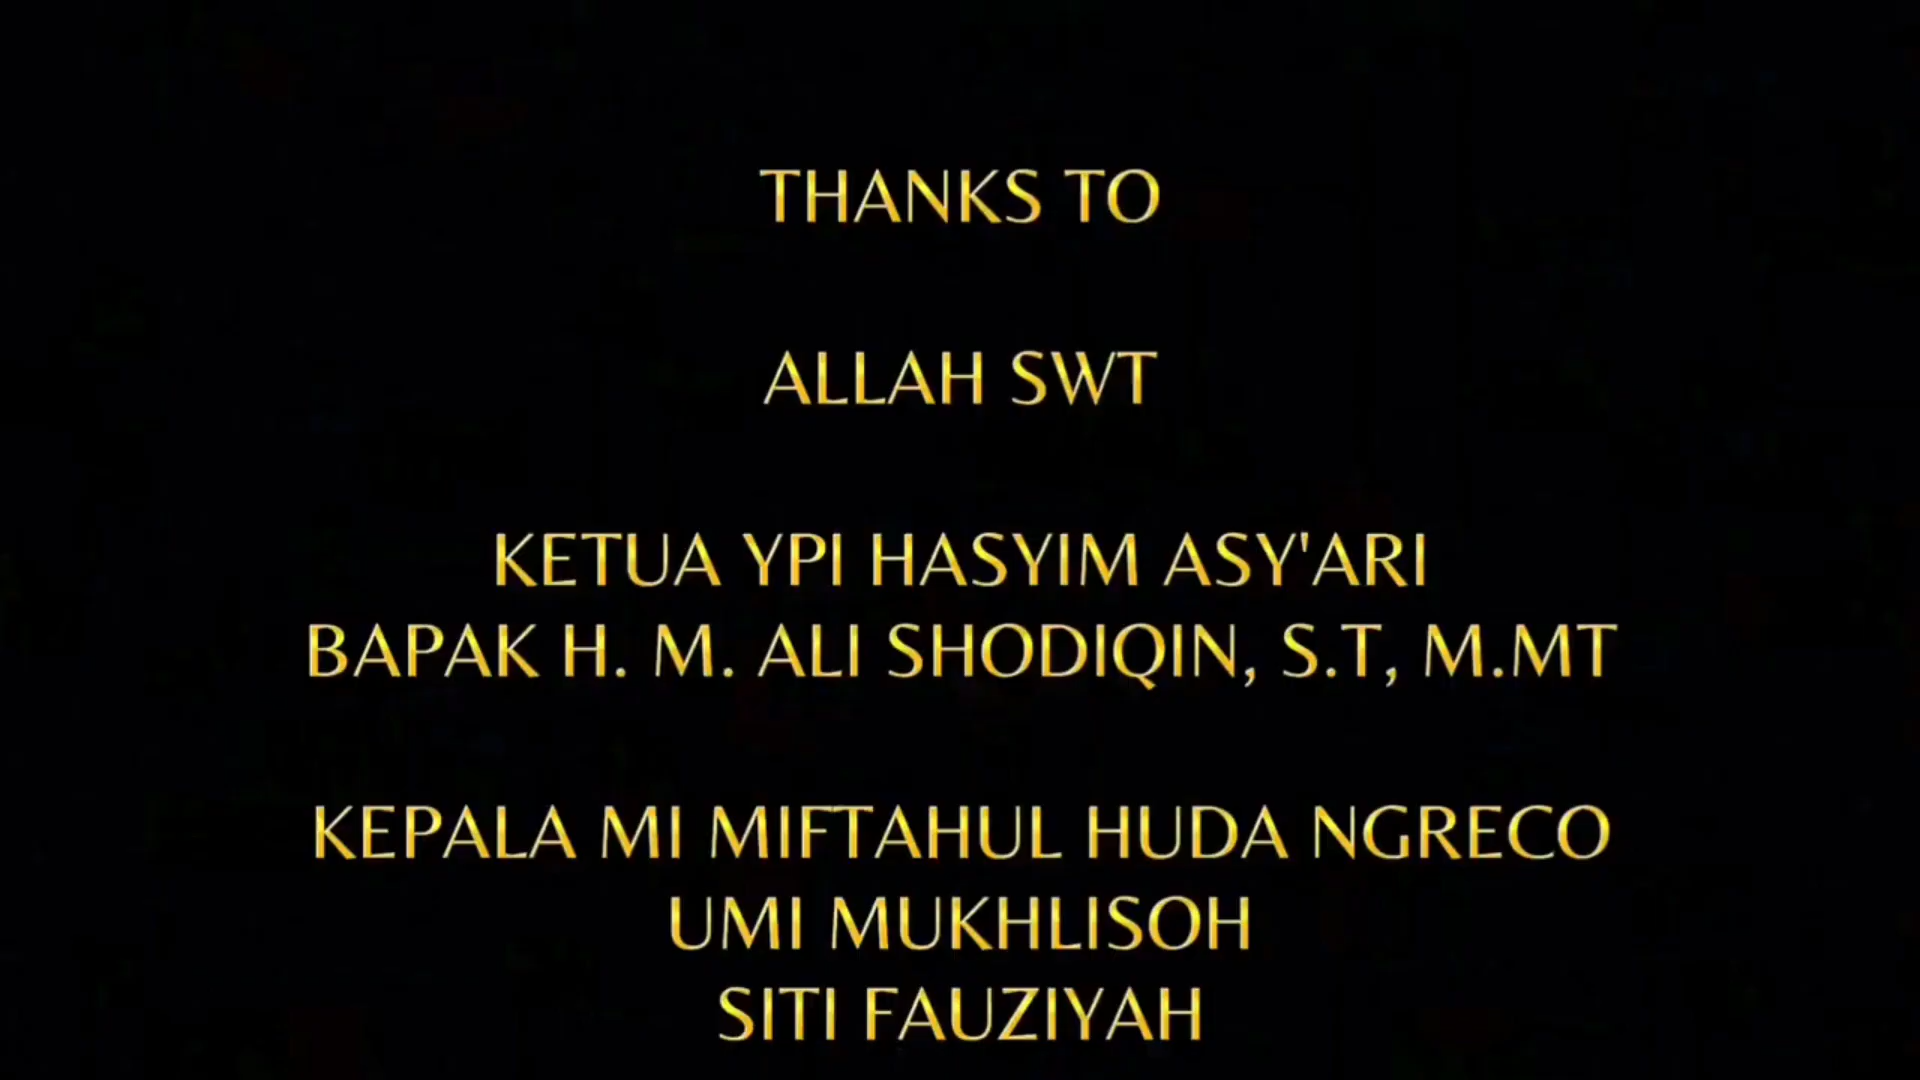 THANKS TO
ALLAH SWT
KETUA YPI HASYIM ASY'ARI
BAPAK H. M. ALI SHODIQIN, S.T, M.MT
KEPALA MI MIFTAHUL HUDA NGRECO
UMI MUKHLISOH
SITI FAUZIYAH